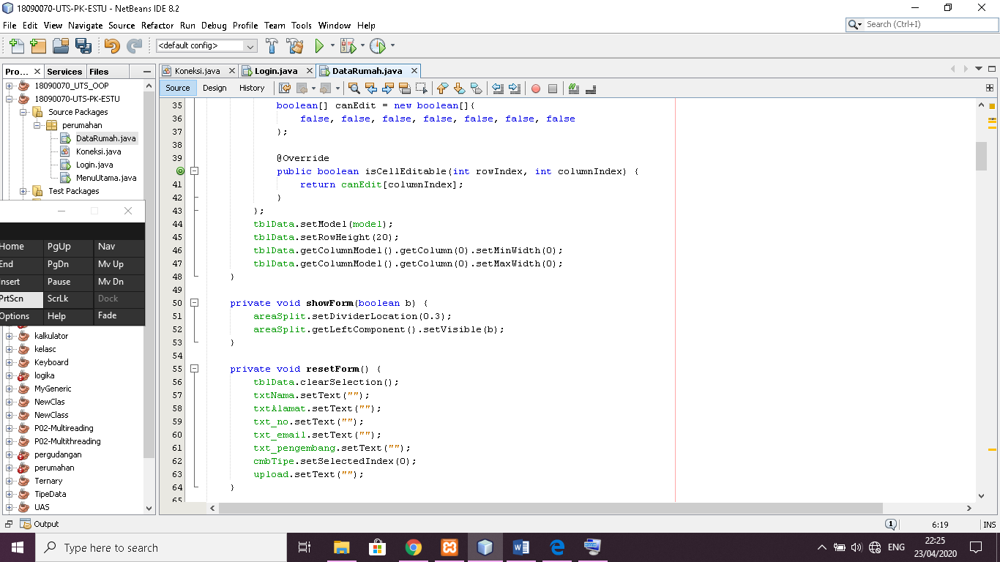 18090070-UTS-PK-ESTU - NetBeans IDE 8.2
File Edit View Navigate Source Refactor Run Debug Profile Team Tools Window Help
Search (Ctrl+I)
<default config>
Pro... Services Files
Koneksi.java Login.java DataRumah.java
Source Design History
18090070_UTS_OOP
18090070-UTS-PK-ESTU
Source Packages
perumahan
DataRumah.java
Koneksi.java
Login.java
MenuUtama.java
Test Packages
Home PgUp Nav
End PgDn Mv Up
Insert Pause Mv Dn
PrtScn ScrLk Dock
Options Help Fade
kalkulator
kelasc
Keyboard
logika
MyGeneric
NewClas
NewClass
P02-Multireading
P02-Multithreading
pergudangan
perumahan
Ternary
TipeData
UAS
35 boolean[] canEdit = new boolean[]{
36 false, false, false, false, false, false, false
37 };
38
39 @Override
public boolean isCellEditable(int rowIndex, int columnIndex) {
41 return canEdit[columnIndex];
42 }
43 };
44 tblData.setModel(model);
45 tblData.setRowHeight(20);
46 tblData.getColumnModel().getColumn(0).setMinWidth(0);
47 tblData.getColumnModel().getColumn(0).setMaxWidth(0);
48 }
49
50 private void showForm(boolean b) {
51 areaSplit.setDividerLocation(0.3);
52 areaSplit.getLeftComponent().setVisible(b);
53 }
54
55 private void resetForm() {
56 tblData.clearSelection();
57 txtNama.setText("");
58 txtAlamat.setText("");
59 txt_no.setText("");
60 txt_email.setText("");
61 txt_pengembang.setText("");
62 cmbTipe.setSelectedIndex(0);
63 upload.setText("");
64 }
65
Output
1
6:19 INS
Type here to search
ENG
22:25
23/04/2020